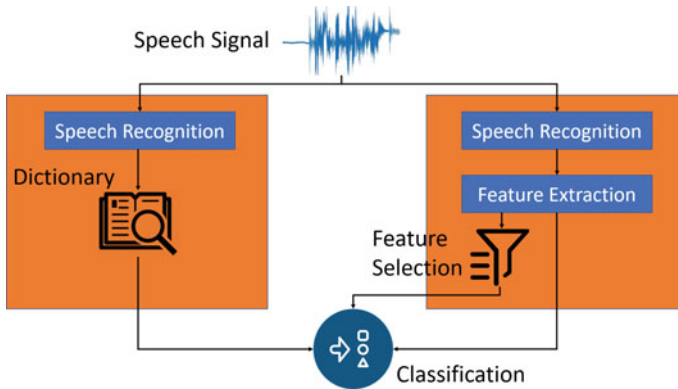 Speech Signal
Speech Recognition
Dictionary
Speech Recognition
Feature Extraction
Feature
Selection
Classification